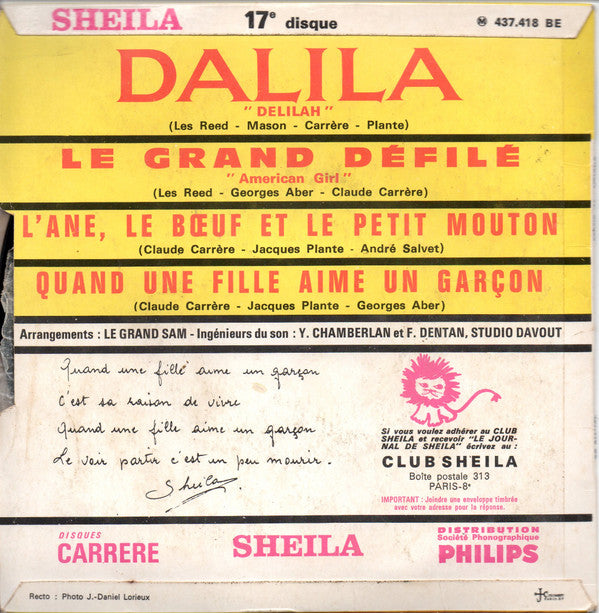 SHEILA 17e disque Ⓜ 437.418 BE
DALILA
"DELILAH"
(Les Reed - Mason - Carrère - Plante)
LE GRAND DÉFILÉ
"American Girl"
(Les Reed - Georges Aber - Claude Carrère)
L'ANE, LE BŒUF ET LE PETIT MOUTON
(Claude Carrère - Jacques Plante - André Salvet)
QUAND UNE FILLE AIME UN GARÇON
(Claude Carrère - Jacques Plante - Georges Aber)
Arrangements : LE GRAND SAM - Ingénieurs du son : Y. CHAMBERLAN et F. DENTAN, STUDIO DAVOUT
Quand une fille aime un garçon
C'est sa raison de vivre
Quand une fille aime un garçon
Le voir partir c'est un peu mourir.
Sheila
Si vous voulez adhérer au CLUB
SHEILA et recevoir "LE JOUR-
NAL DE SHEILA" écrivez au :
CLUB SHEILA
Boîte postale 313
PARIS-8e
IMPORTANT : Joindre une enveloppe timbrée
avec votre adresse pour la réponse.
DISQUES
CARRERE
SHEILA
DISTRIBUTION
Société Phonographique
PHILIPS
Recto : Photo J.-Daniel Lorieux